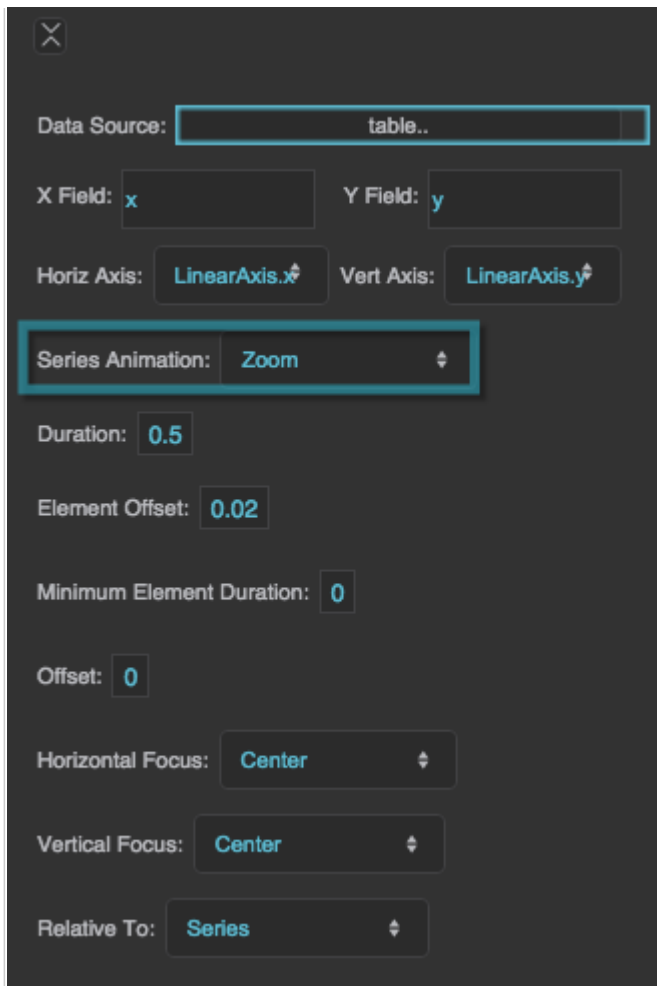 Data Source: table..
X Field: x Y Field: y
Horiz Axis: LinearAxis.x Vert Axis: LinearAxis.y
Series Animation: Zoom
Duration: 0.5
Element Offset: 0.02
Minimum Element Duration: 0
Offset: 0
Horizontal Focus: Center
Vertical Focus: Center
Relative To: Series